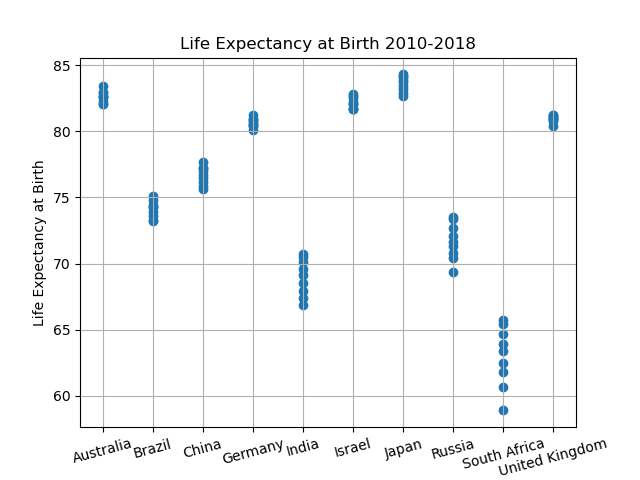 Life Expectancy at Birth 2010-2018
Life Expectancy at Birth
85
80
75
70
65
60
Australia
Brazil
China
Germany
India
Israel
Japan
Russia
South Africa
United Kingdom